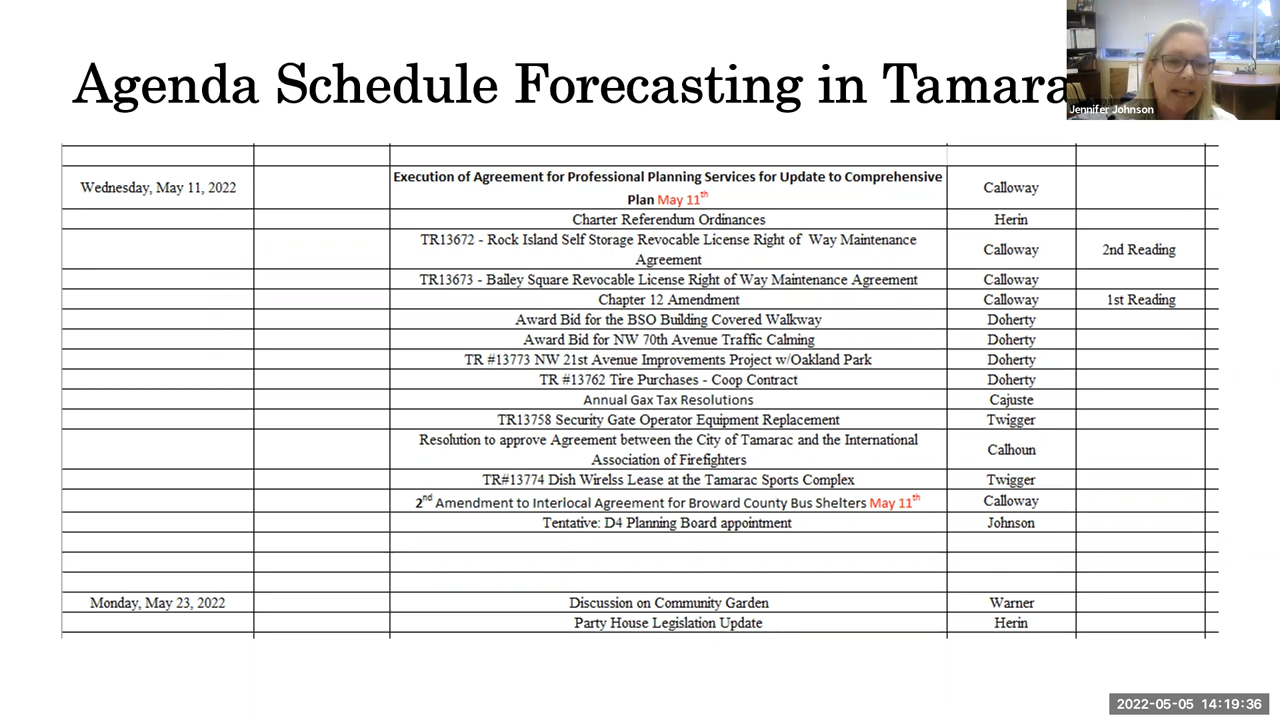 Agenda Schedule Forecasting in Tamara
Jennifer Johnson
Wednesday, May 11, 2022
Execution of Agreement for Professional Planning Services for Update to Comprehensive
Plan May 11th
Calloway
Charter Referendum Ordinances
Herin
TR13672 - Rock Island Self Storage Revocable License Right of Way Maintenance
Agreement
Calloway
2nd Reading
TR13673 - Bailey Square Revocable License Right of Way Maintenance Agreement
Calloway
Chapter 12 Amendment
Calloway
1st Reading
Award Bid for the BSO Building Covered Walkway
Doherty
Award Bid for NW 70th Avenue Traffic Calming
Doherty
TR #13773 NW 21st Avenue Improvements Project w/Oakland Park
Doherty
TR #13762 Tire Purchases - Coop Contract
Doherty
Annual Gax Tax Resolutions
Cajuste
TR13758 Security Gate Operator Equipment Replacement
Twigger
Resolution to approve Agreement between the City of Tamarac and the International
Association of Firefighters
Calhoun
TR#13774 Dish Wirelss Lease at the Tamarac Sports Complex
Twigger
2nd Amendment to Interlocal Agreement for Broward County Bus Shelters May 11th
Calloway
Tentative: D4 Planning Board appointment
Johnson
Monday, May 23, 2022
Discussion on Community Garden
Warner
Party House Legislation Update
Herin
2022-05-05 14:19:36